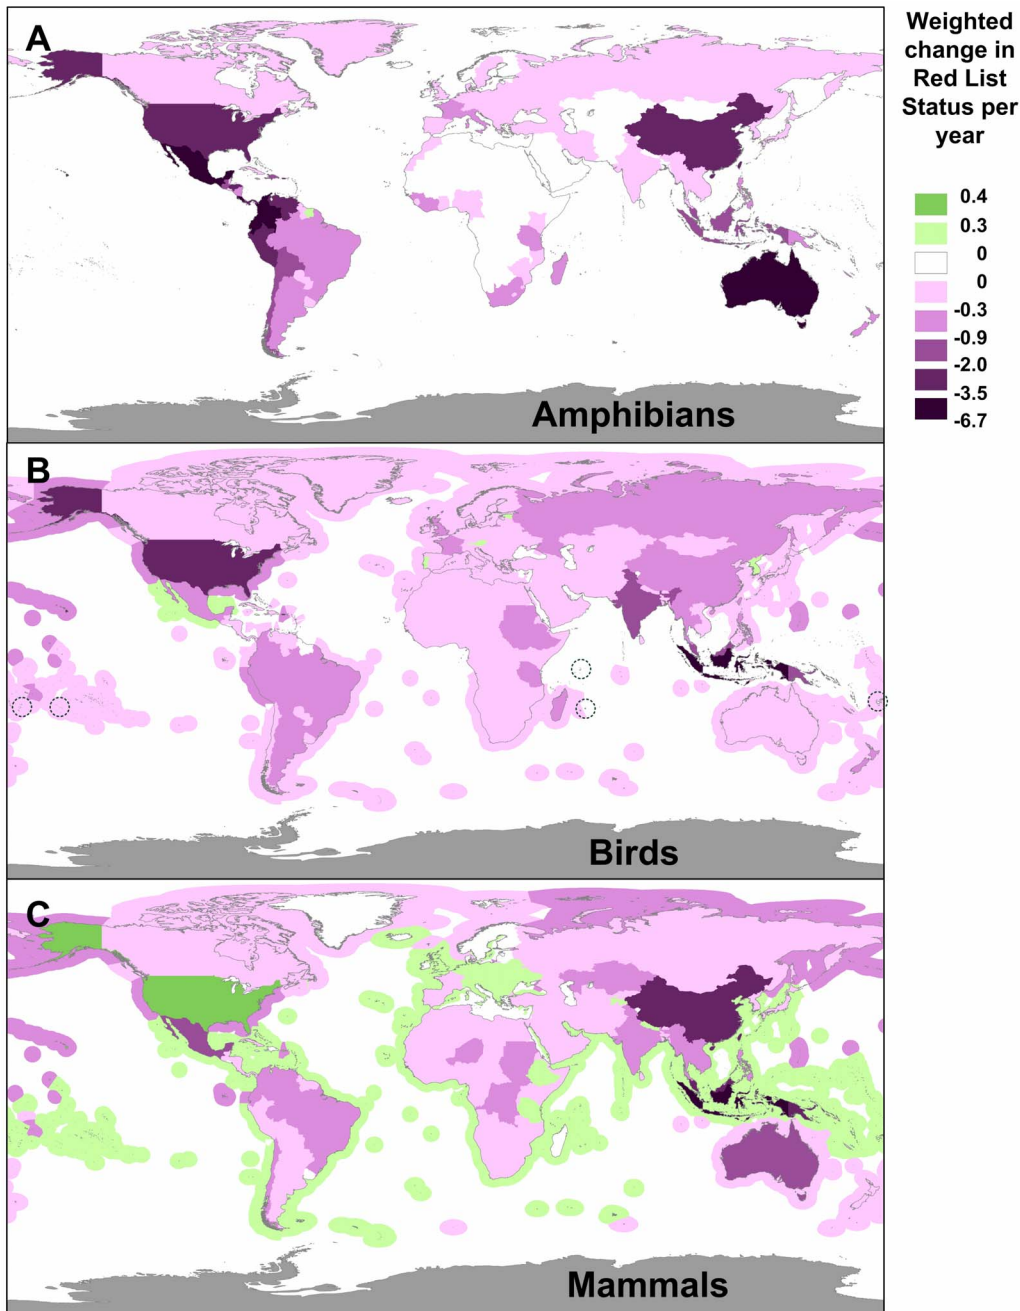 A
Amphibians
B
Birds
C
Mammals
Weighted
change in
Red List
Status per
year
0.4
0.3
0
0
-0.3
-0.9
-2.0
-3.5
-6.7